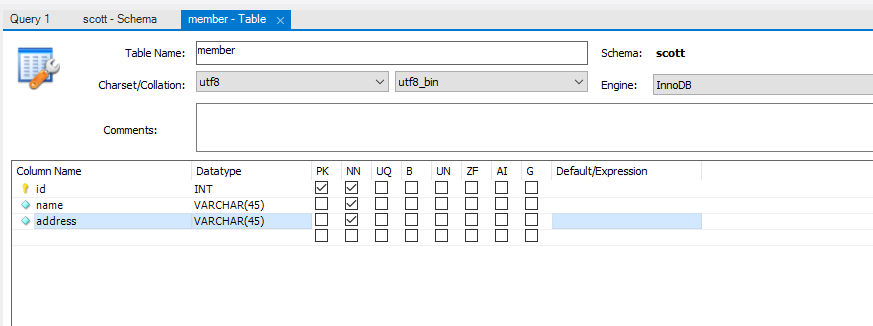 Query 1 scott - Schema member - Table ×
Table Name: member Schema: scott
Charset/Collation: utf8 utf8_bin Engine: InnoDB
Comments:
Column Name Datatype PK NN UQ B UN ZF AI G Default/Expression
id INT
name VARCHAR(45)
address VARCHAR(45)